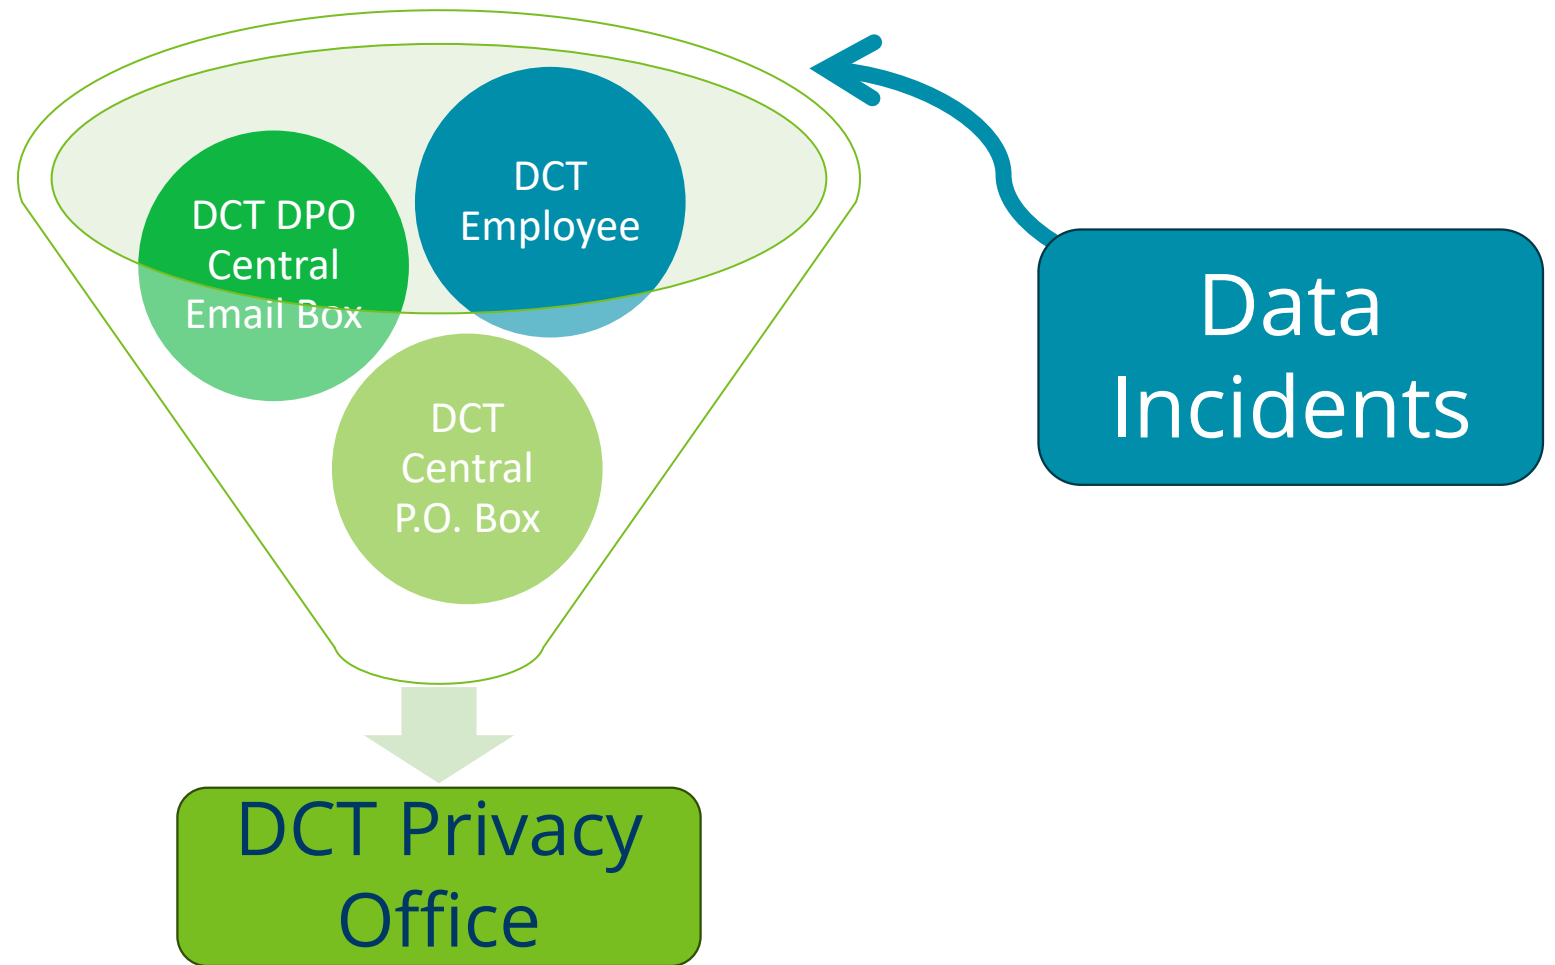 DCT DPO
Central
Email Box
DCT
Employee
DCT
Central
P.O. Box
Data
Incidents
DCT Privacy
Office